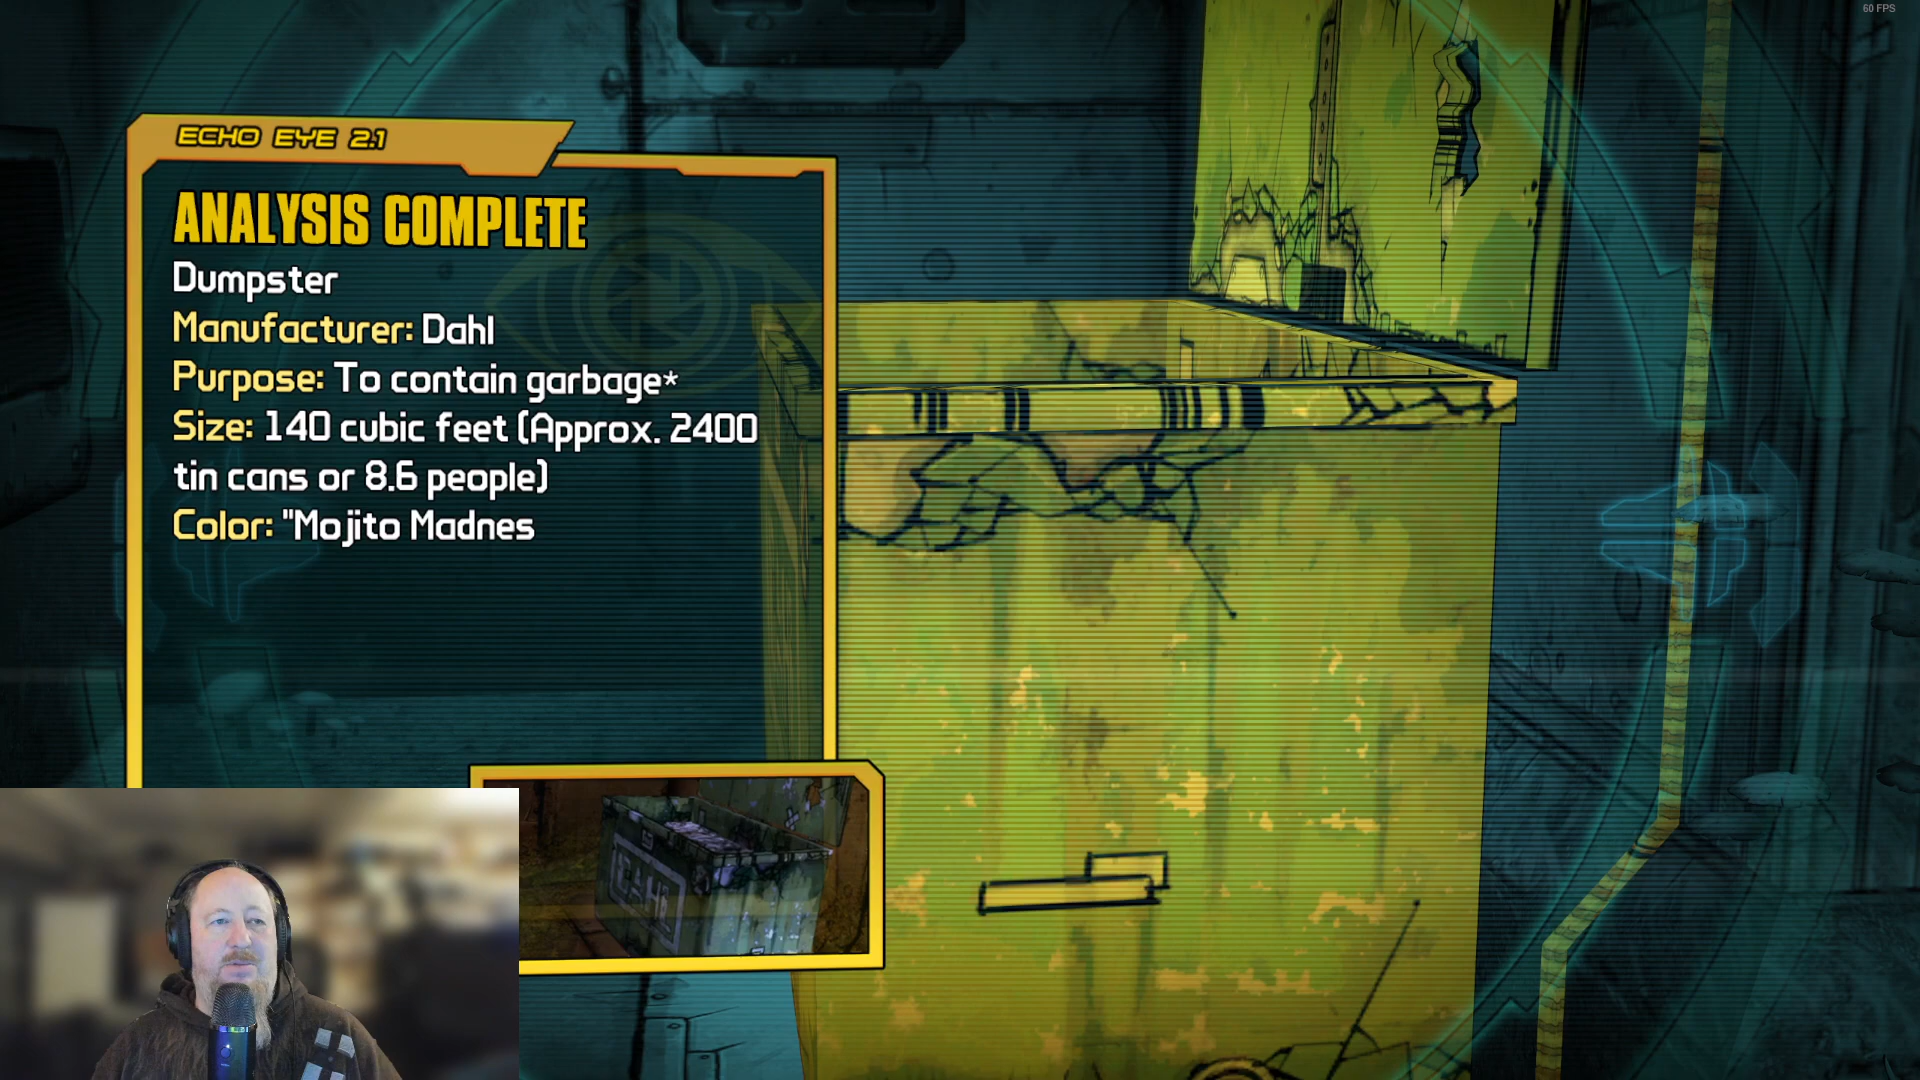 60 FPS
ECHO EYE 2.1
ANALYSIS COMPLETE
Dumpster
Manufacturer: Dahl
Purpose: To contain garbage*
Size: 140 cubic feet (Approx. 2400
tin cans or 8.6 people)
Color: "Mojito Madnes
DAHL